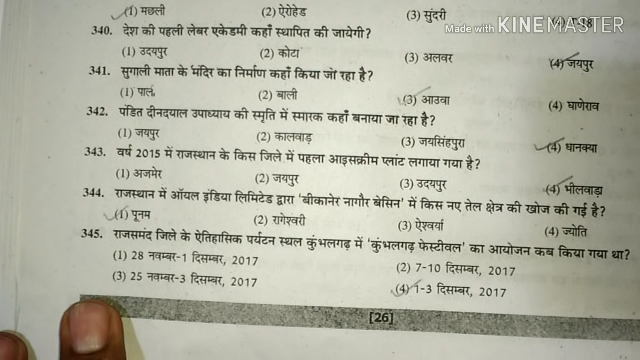 Made with KINEMASTER
(1) मछली (2) ऐरोहेड (3) सुंदरी
340. देश की पहली लेबर एकेडमी कहाँ स्थापित की जायेगी?
(1) उदयपुर (2) कोटा (3) अलवर (4) जयपुर
341. सुगाली माता के मंदिर का निर्माण कहाँ किया जा रहा है?
(1) पाल (2) बाली (3) आउवा (4) घाणेराव
342. पंडित दीनदयाल उपाध्याय की स्मृति में स्मारक कहाँ बनाया जा रहा है?
(1) जयपुर (2) कालवाड़ (3) जयसिंहपुरा (4) धानक्या
343. वर्ष 2015 में राजस्थान के किस जिले में पहला आइसक्रीम प्लांट लगाया गया है?
(1) अजमेर (2) जयपुर (3) उदयपुर (4) भीलवाड़ा
344. राजस्थान में ऑयल इंडिया लिमिटेड द्वारा 'बीकानेर नागौर बेसिन' में किस नए तेल क्षेत्र की खोज की गई है?
(1) पूनम (2) रागेश्वरी (3) ऐश्वर्या (4) ज्योति
345. राजसमंद जिले के ऐतिहासिक पर्यटन स्थल कुंभलगढ़ में 'कुंभलगढ़ फेस्टीवल' का आयोजन कब किया गया था?
(1) 28 नवम्बर-1 दिसम्बर, 2017 (2) 7-10 दिसम्बर, 2017
(3) 25 नवम्बर-3 दिसम्बर, 2017 (4) 1-3 दिसम्बर, 2017
[26]